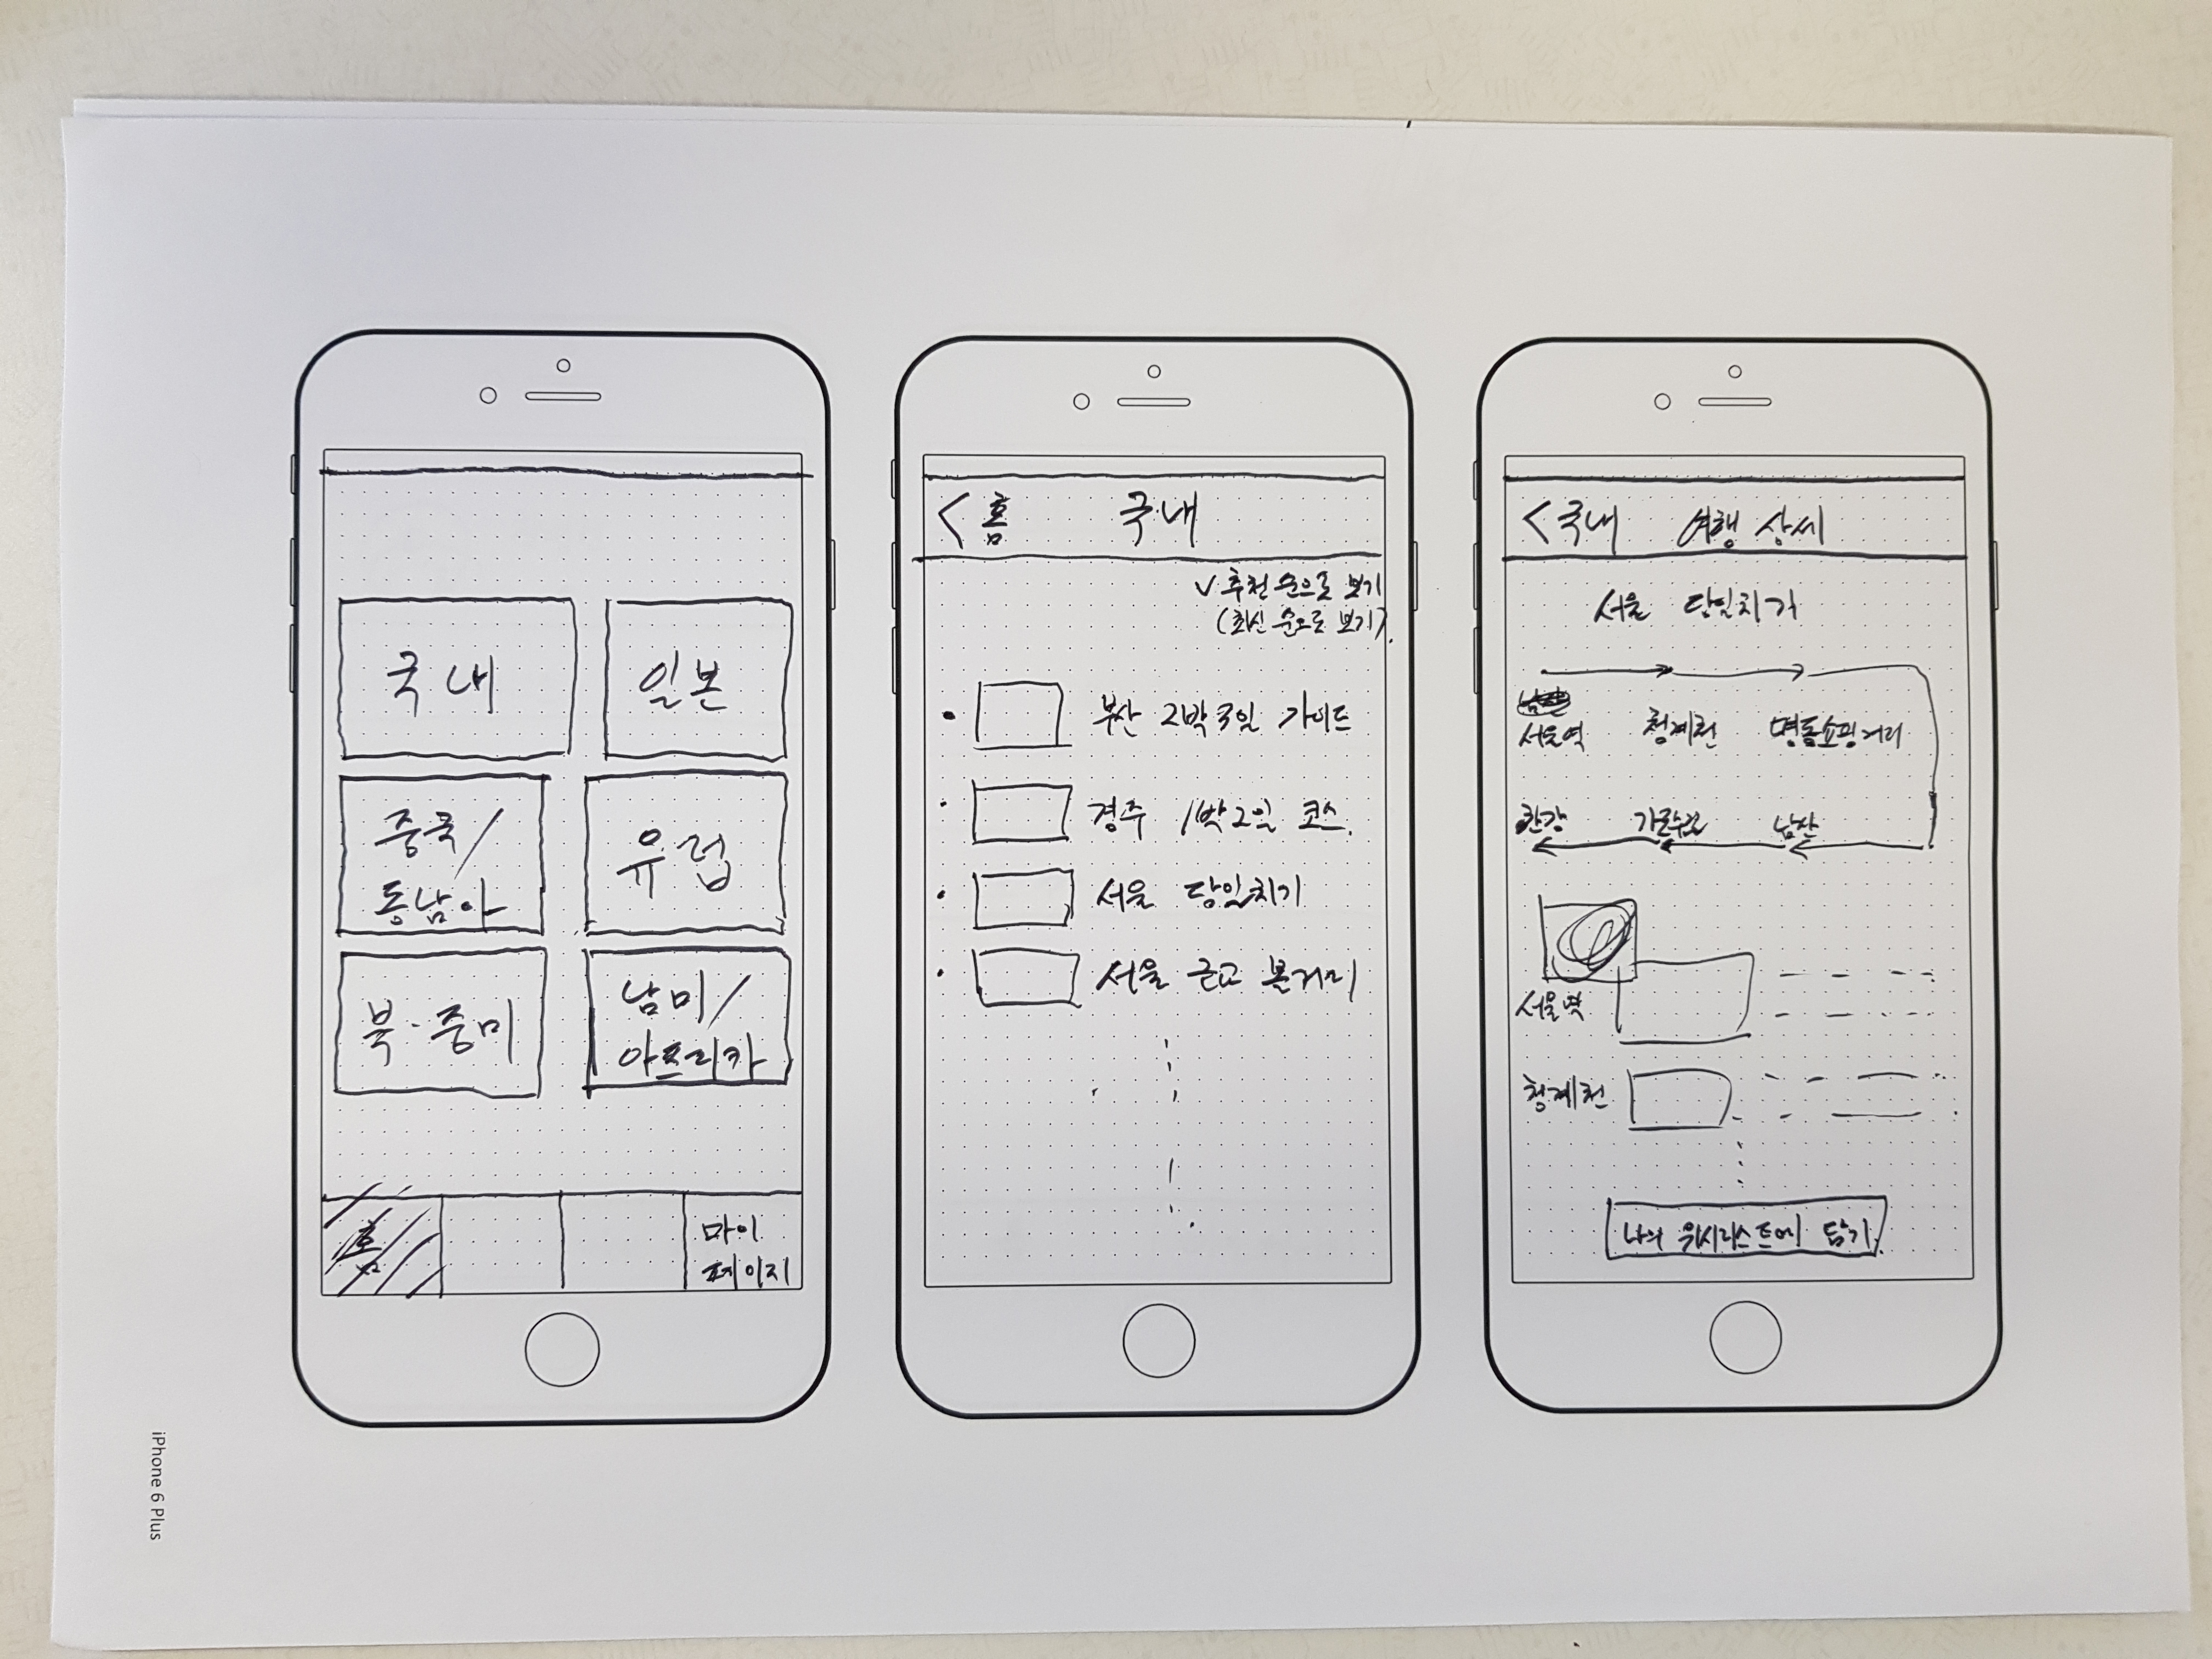 국내
일본
중국/
동남아
유럽
북·중미
남미/
아프리카
홈
마이
페이지
< 홈 국내
∨ 추천 순으로 보기
(최신 순으로 보기)
• 부산 2박 3일 가이드
• 경주 1박 2일 코스
• 서울 당일치기
• 서울 근교 볼거리
< 국내 여행 상세
서울 당일치기
서울역 청계천 명동쇼핑거리
한강 가로수길 남산
서울역
청계천
나의 위시리스트에 담기
iPhone 6 Plus